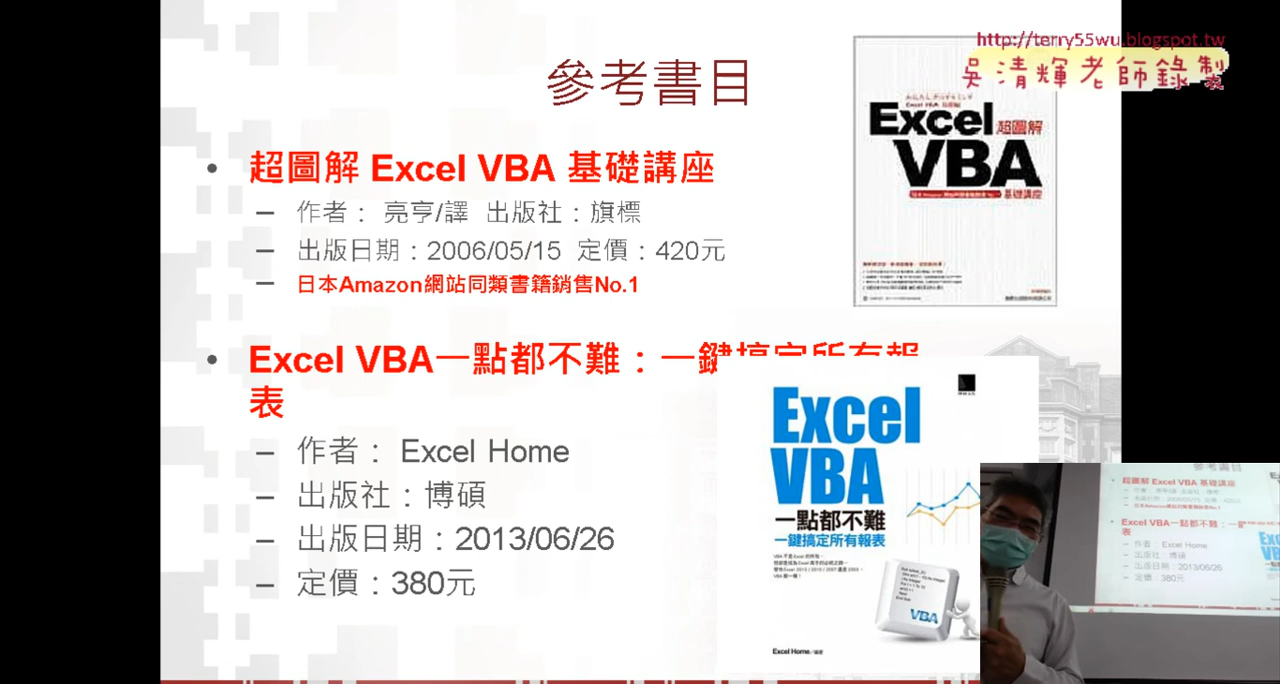 http://terry55wu.blogspot.tw
吳清輝老師錄製
參考書目
• 超圖解 Excel VBA 基礎講座
– 作者： 亮亨/譯 出版社：旗標
– 出版日期：2006/05/15 定價：420元
– 日本Amazon網站同類書籍銷售No.1
Excel 超圖解
VBA
基礎講座
• Excel VBA一點都不難：一鍵搞定所有報
表
– 作者： Excel Home
– 出版社：博碩
– 出版日期：2013/06/26
– 定價：380元
Excel
VBA
一點都不難
一鍵搞定所有報表
VBA
Excel Home／編著
參考書目
超圖解 Excel VBA 基礎講座
Excel VBA一點都不難：一
表
作者： Excel Home
出版社：博碩
出版日期：2013/06/26
定價：380元